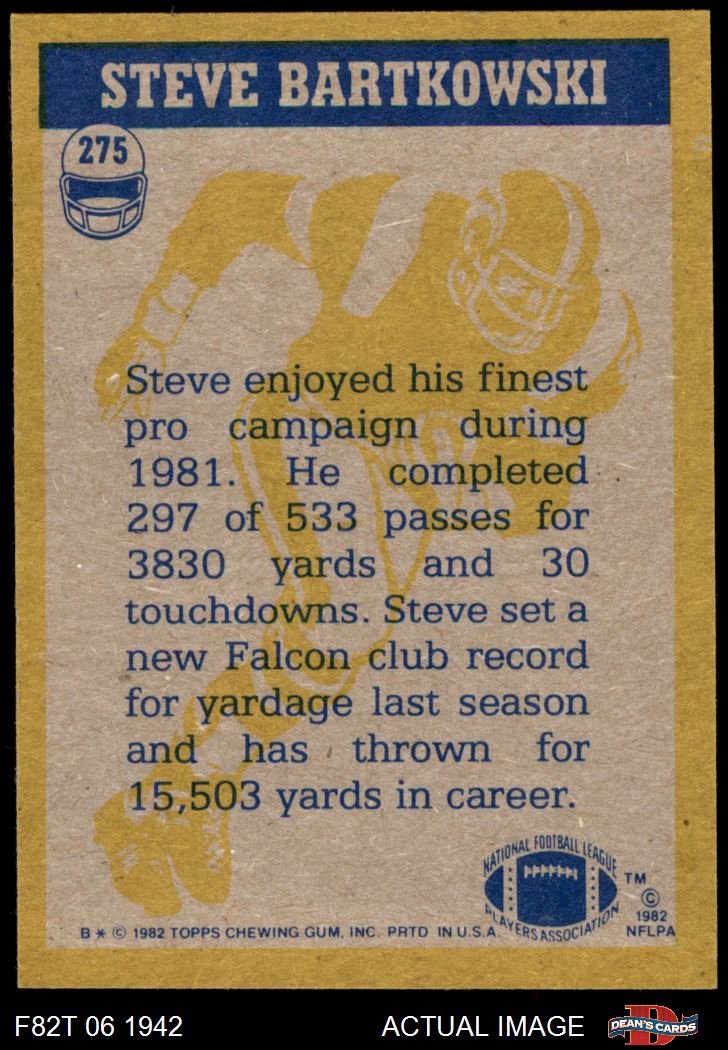 STEVE BARTKOWSKI
275
Steve enjoyed his finest
pro campaign during
1981. He completed
297 of 533 passes for
3830 yards and 30
touchdowns. Steve set a
new Falcon club record
for yardage last season
and has thrown for
15,503 yards in career.
NATIONAL FOOTBALL LEAGUE
PLAYERS ASSOCIATION
TM
©
1982
NFLPA
B * © 1982 TOPPS CHEWING GUM, INC. PRTD IN U.S.A.
F82T 06 1942
ACTUAL IMAGE
D
DEAN'S CARDS